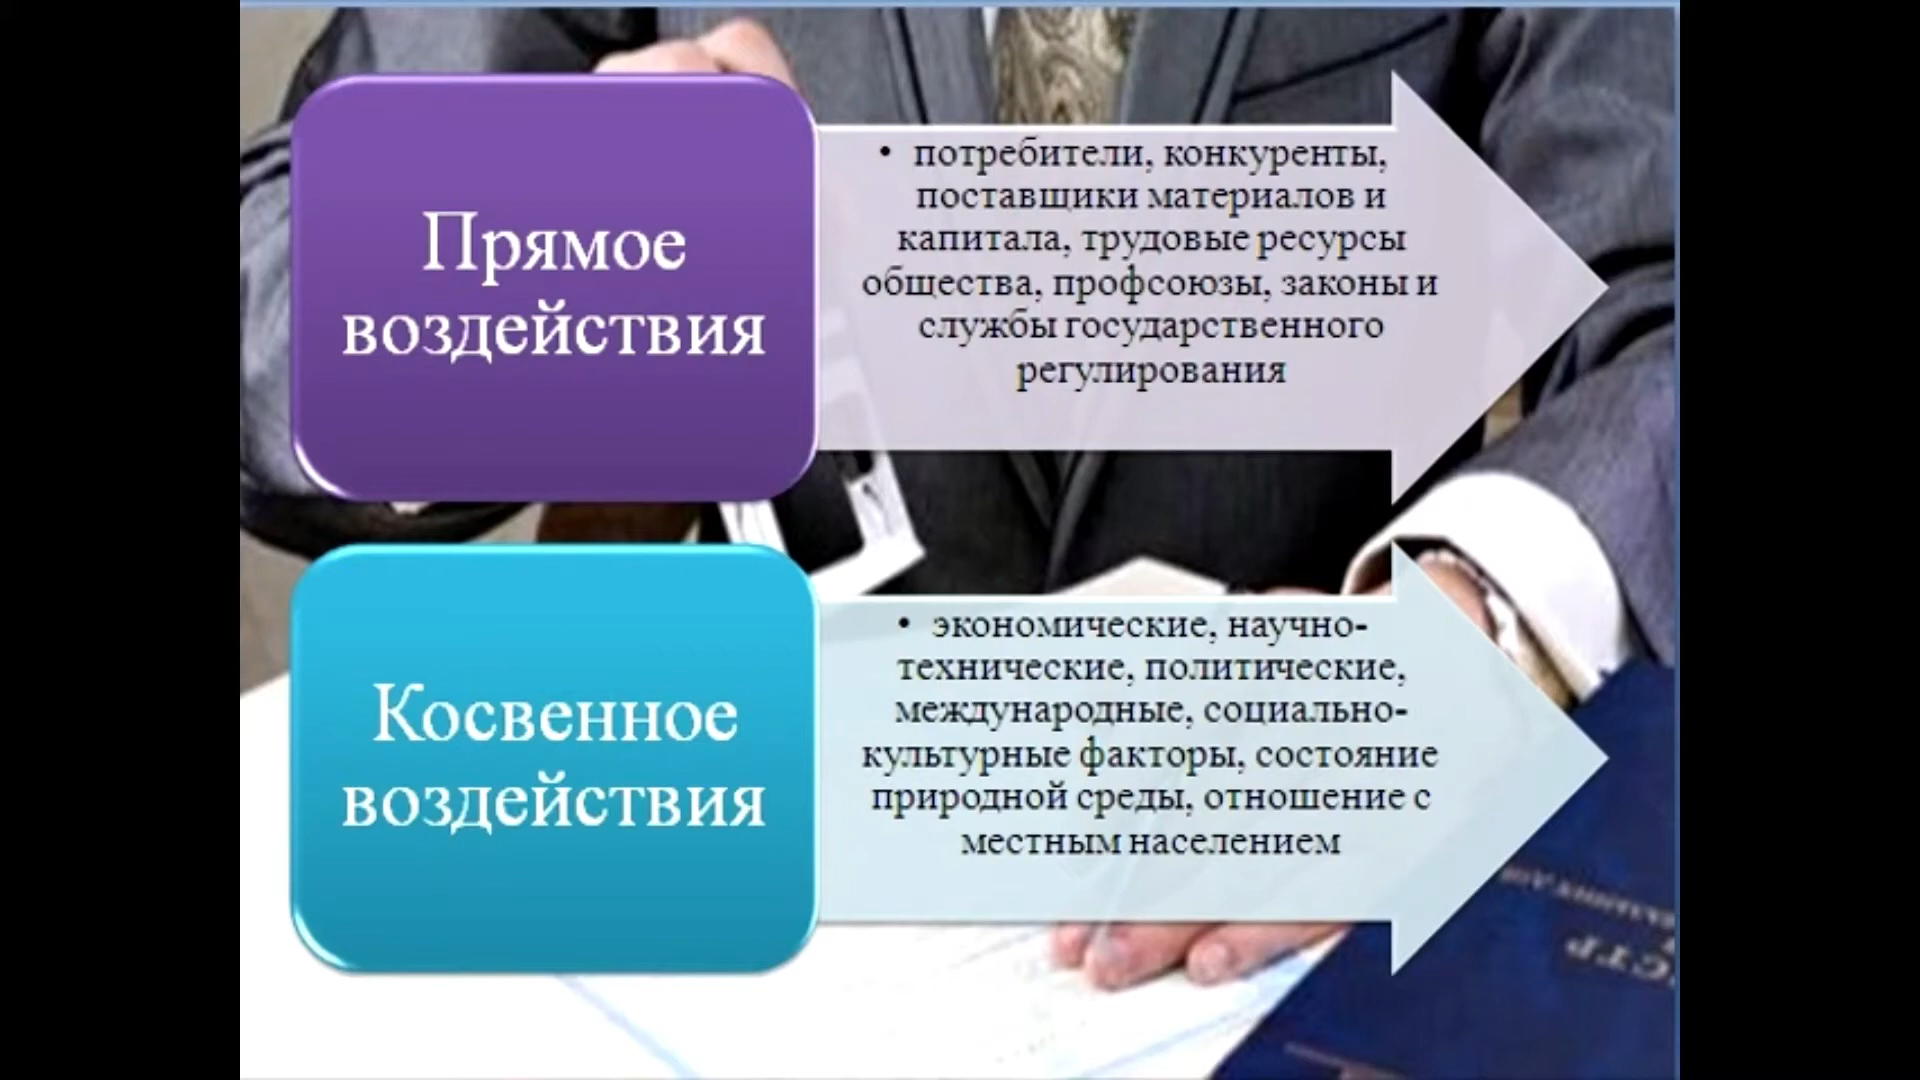 Прямое
воздействия
• потребители, конкуренты,
поставщики материалов и
капитала, трудовые ресурсы
общества, профсоюзы, законы и
службы государственного
регулирования
Косвенное
воздействия
• экономические, научно-
технические, политические,
международные, социально-
культурные факторы, состояние
природной среды, отношение с
местным населением